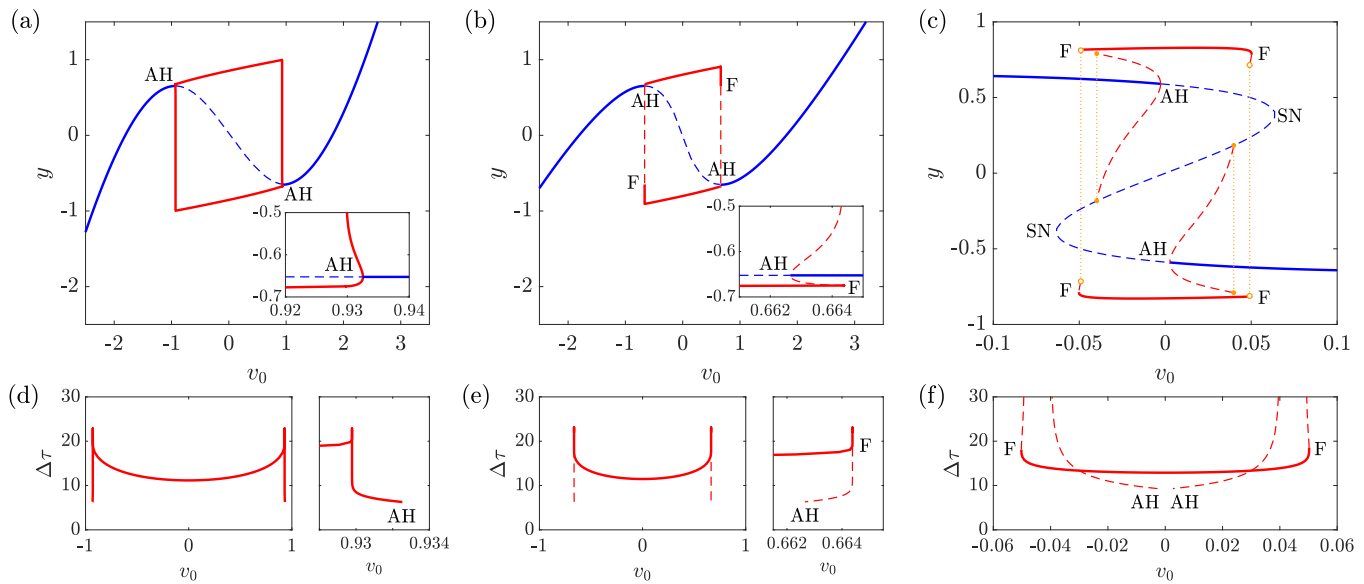 (a)
1
0
-1
-2
y
-2
-1
0
1
2
3
v0
AH
AH
-0.5
-0.6
-0.7
0.92
0.93
0.94
AH
(b)
1
0
-1
-2
y
-2
-1
0
1
2
3
v0
AH
F
F
AH
-0.5
-0.6
-0.7
0.662
0.664
AH
F
(c)
1
0.5
0
-0.5
-1
y
-0.1
-0.05
0
0.05
0.1
v0
F
F
AH
SN
SN
AH
F
F
(d)
30
20
10
0
Δτ
-1
0
1
v0
AH
0.93
0.934
v0
(e)
30
20
10
0
Δτ
-1
0
1
v0
F
AH
0.662
0.664
v0
(f)
30
20
10
0
Δτ
F
F
AH AH
-0.06
-0.04
-0.02
0
0.02
0.04
0.06
v0